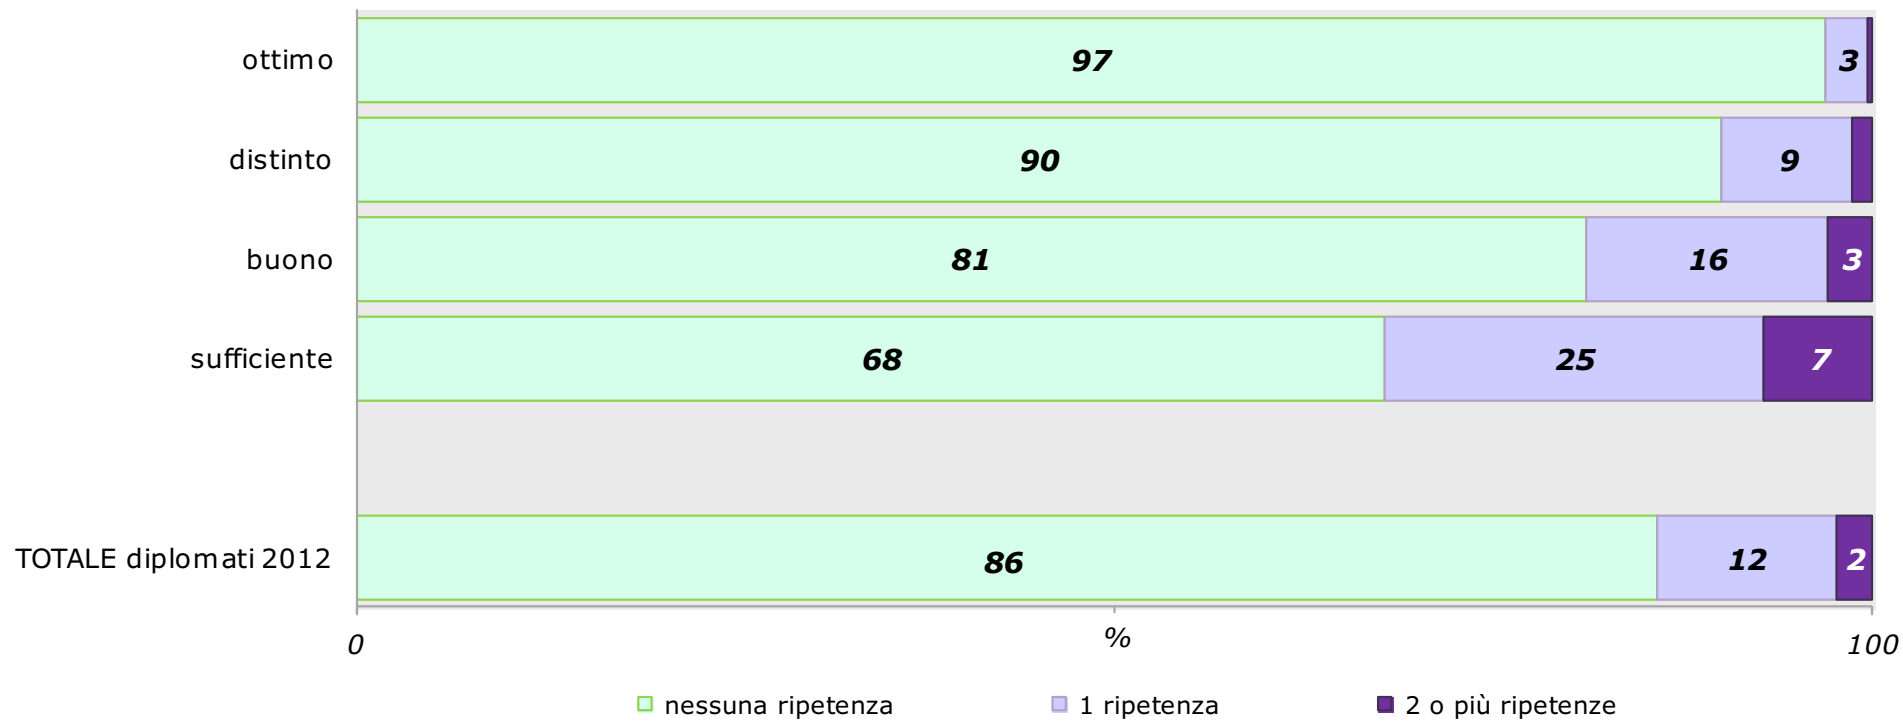 ottimo 97 3
distinto 90 9
buono 81 16 3
sufficiente 68 25 7
TOTALE diplomati 2012 86 12 2
0 % 100
nessuna ripetenza 1 ripetenza 2 o più ripetenze